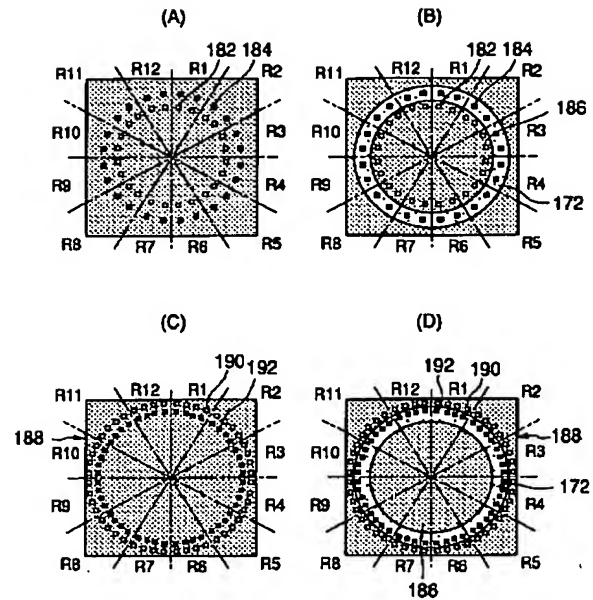 (A) (B)
182 184 182 184
R11 R12 R1 R2 R11 R12 R1 R2
186
R10 R3 R10 R3
R9 R4 R9 R4
172
R8 R7 R6 R5 R8 R7 R6 R5
(C) (D)
190 192 192 190
R11 R12 R1 R2 R11 R12 R1 R2
188 188
R10 R3 R10 R3
172
R9 R4 R9 R4
R8 R7 R6 R5 R8 R7 R6 R5
186